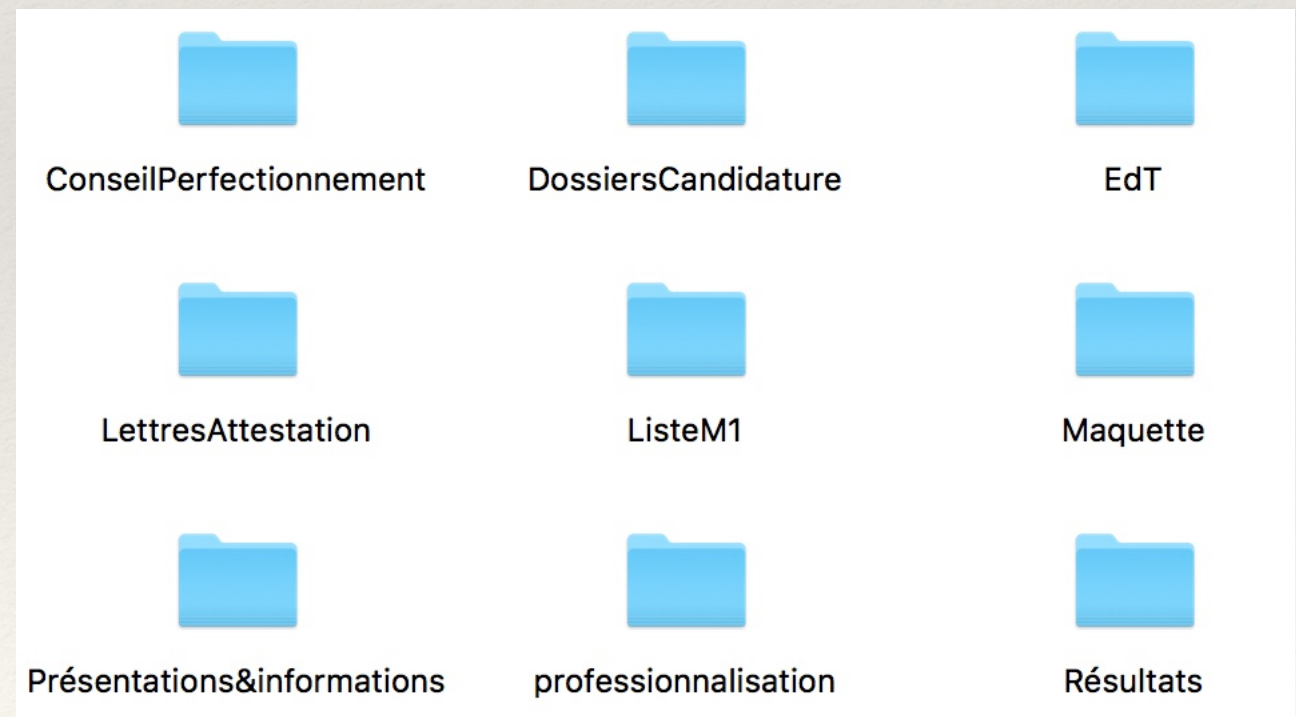 ConseilPerfectionnement DossiersCandidature EdT
LettresAttestation ListeM1 Maquette
Présentations&informations professionnalisation Résultats